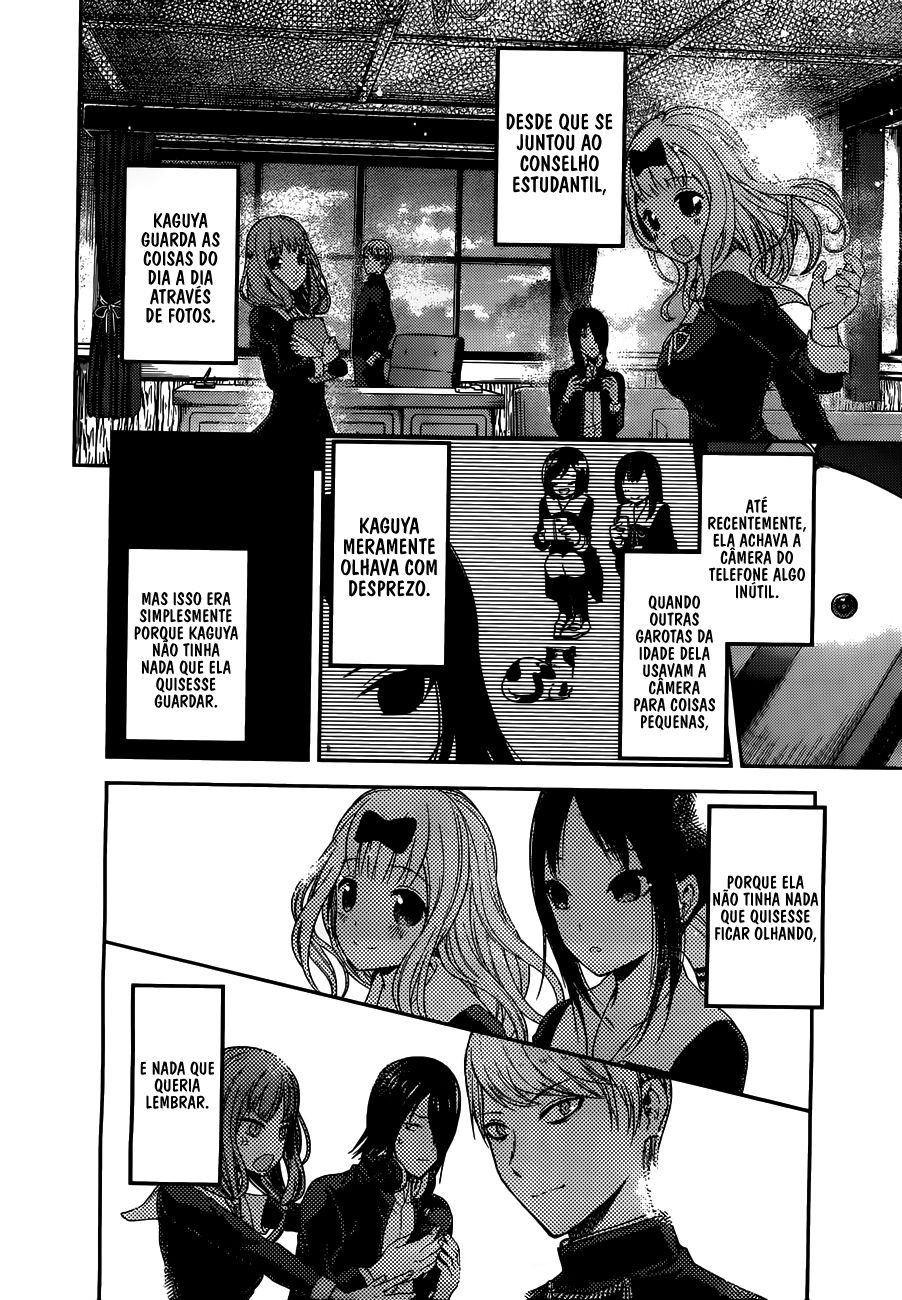 DESDE QUE SE
JUNTOU AO
CONSELHO
ESTUDANTIL,
KAGUYA
GUARDA AS
COISAS DO
DIA A DIA
ATRAVÉS
DE FOTOS.
ATÉ
RECENTEMENTE,
ELA ACHAVA A
CÂMERA DO
TELEFONE ALGO
INÚTIL.
QUANDO
OUTRAS
GAROTAS DA
IDADE DELA
USAVAM A
CÂMERA
PARA COISAS
PEQUENAS,
KAGUYA
MERAMENTE
OLHAVA COM
DESPREZO.
MAS ISSO ERA
SIMPLESMENTE
PORQUE KAGUYA
NÃO TINHA
NADA QUE ELA
QUISESSE
GUARDAR.
PORQUE ELA
NÃO TINHA NADA
QUE QUISESSE
FICAR OLHANDO,
E NADA QUE
QUERIA
LEMBRAR.